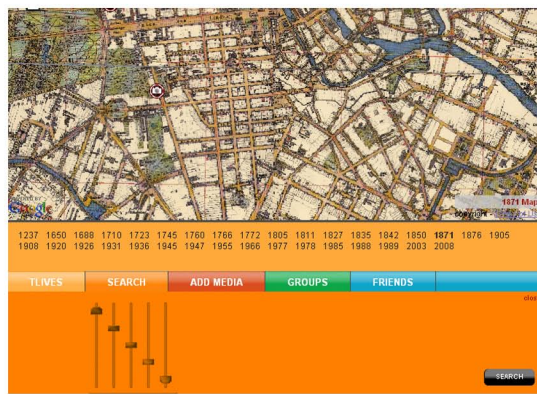 1871 Map
copyright -
1237 1650 1688 1710 1723 1745 1760 1766 1772 1805 1811 1827 1835 1842 1850 1871 1876 1905
1908 1920 1926 1931 1936 1945 1947 1955 1966 1977 1978 1985 1988 1989 2003 2008
TLIVES SEARCH ADD MEDIA GROUPS FRIENDS
clos
SEARCH